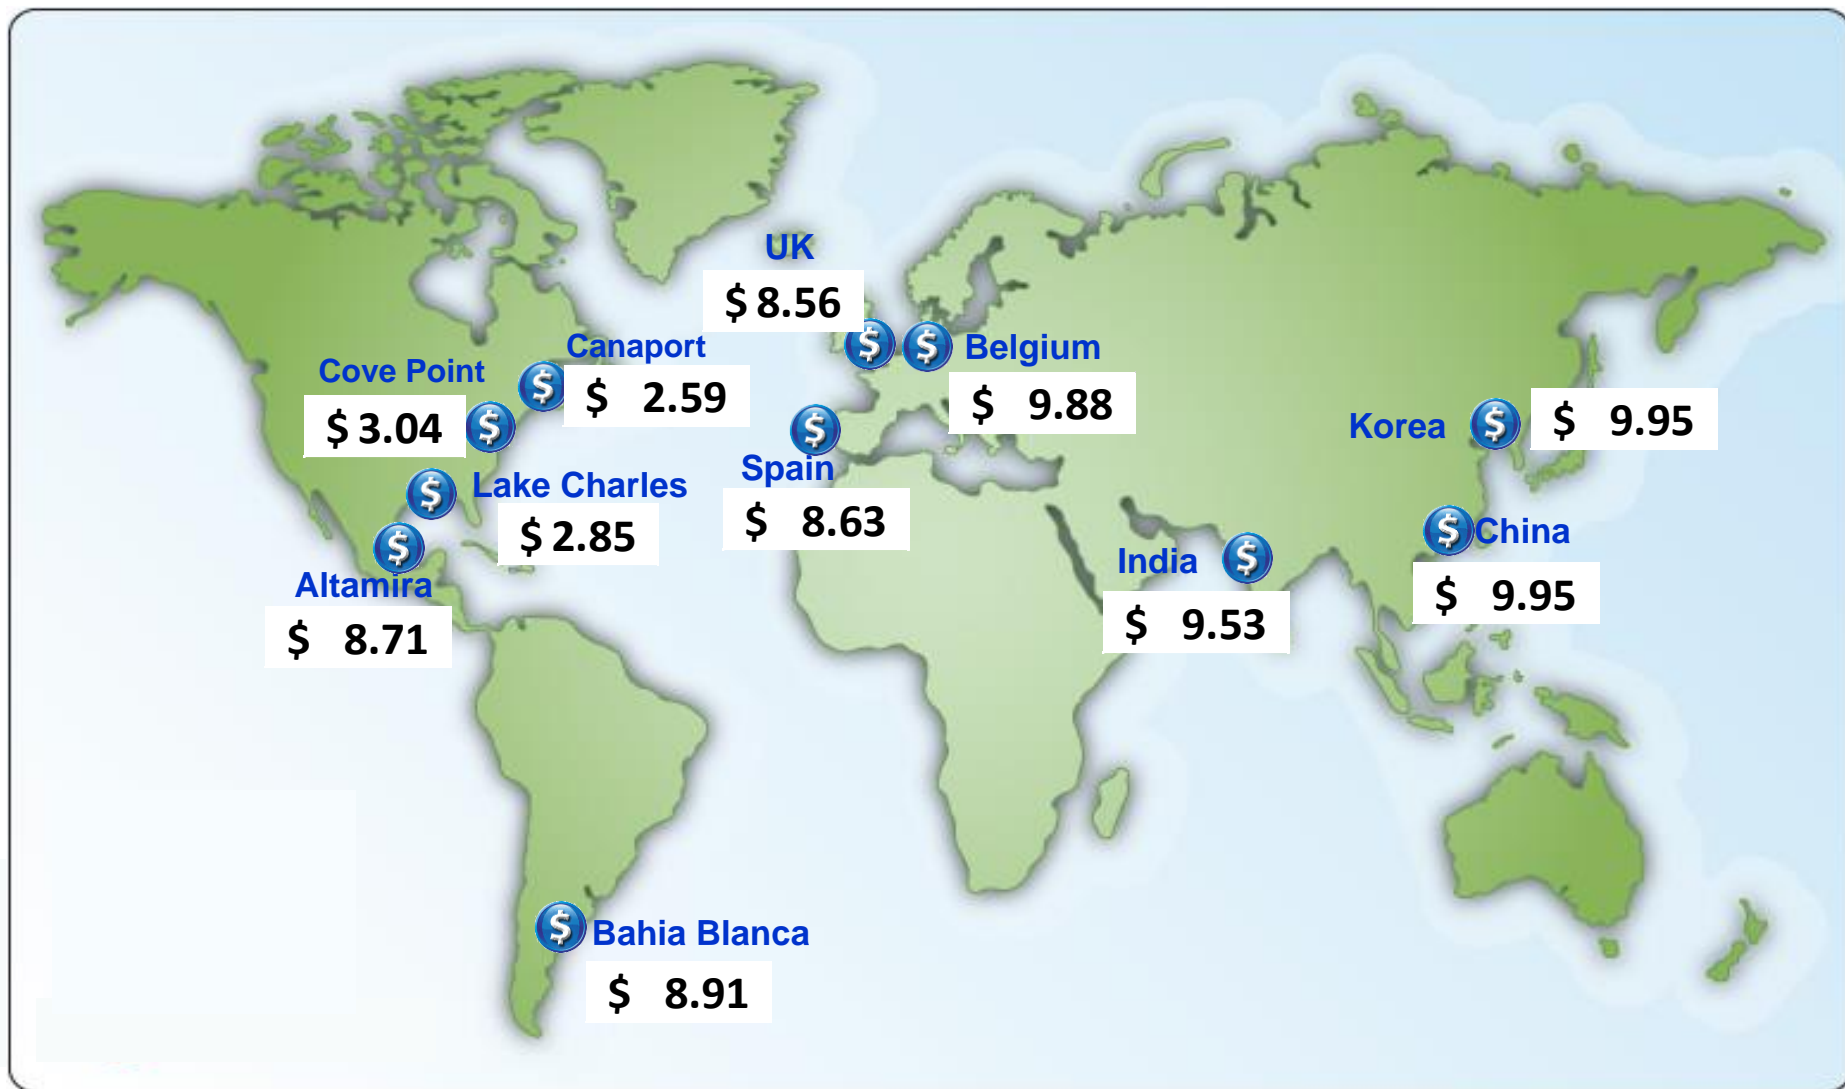 UK
$ 8.56
Canaport
$ 2.59
Cove Point
$ 3.04
Belgium
$ 9.88
Korea
$ 9.95
Spain
$ 8.63
Lake Charles
$ 2.85
China
$ 9.95
India
$ 9.53
Altamira
$ 8.71
Bahia Blanca
$ 8.91